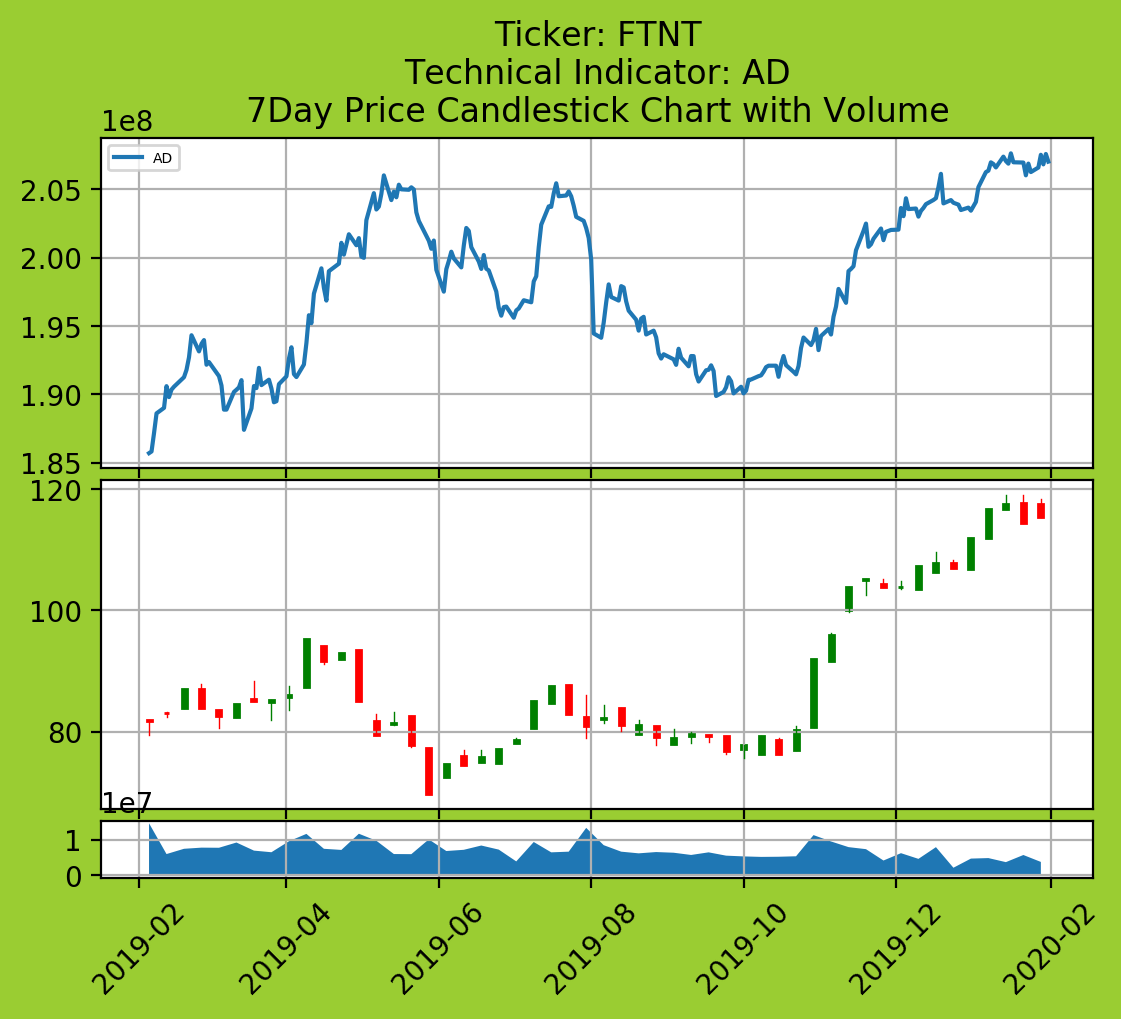 Ticker: FTNT
Technical Indicator: AD
7Day Price Candlestick Chart with Volume
1e8
AD
2.05
2.00
1.95
1.90
1.85
120
100
80
1e7
1
0
2019-02
2019-04
2019-06
2019-08
2019-10
2019-12
2020-02